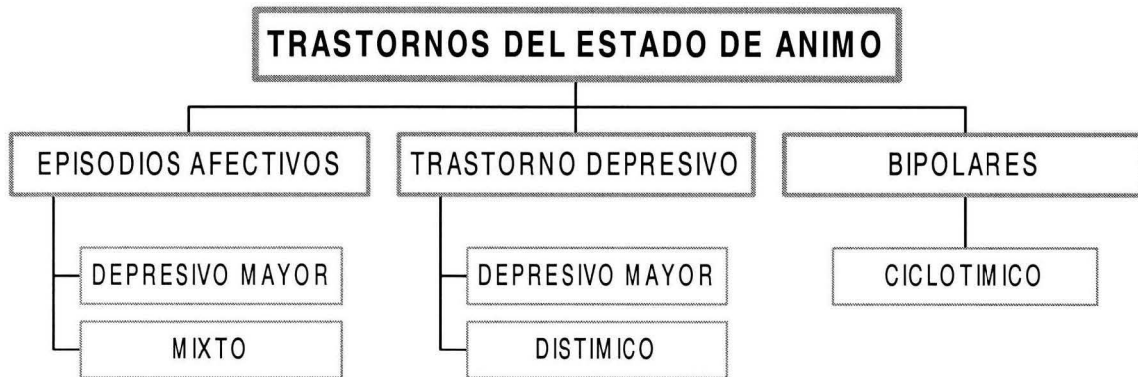 TRASTORNOS DEL ESTADO DE ANIMO
EPISODIOS AFECTIVOS
TRASTORNO DEPRESIVO
BIPOLARES
DEPRESIVO MAYOR
DEPRESIVO MAYOR
CICLOTIMICO
MIXTO
DISTIMICO